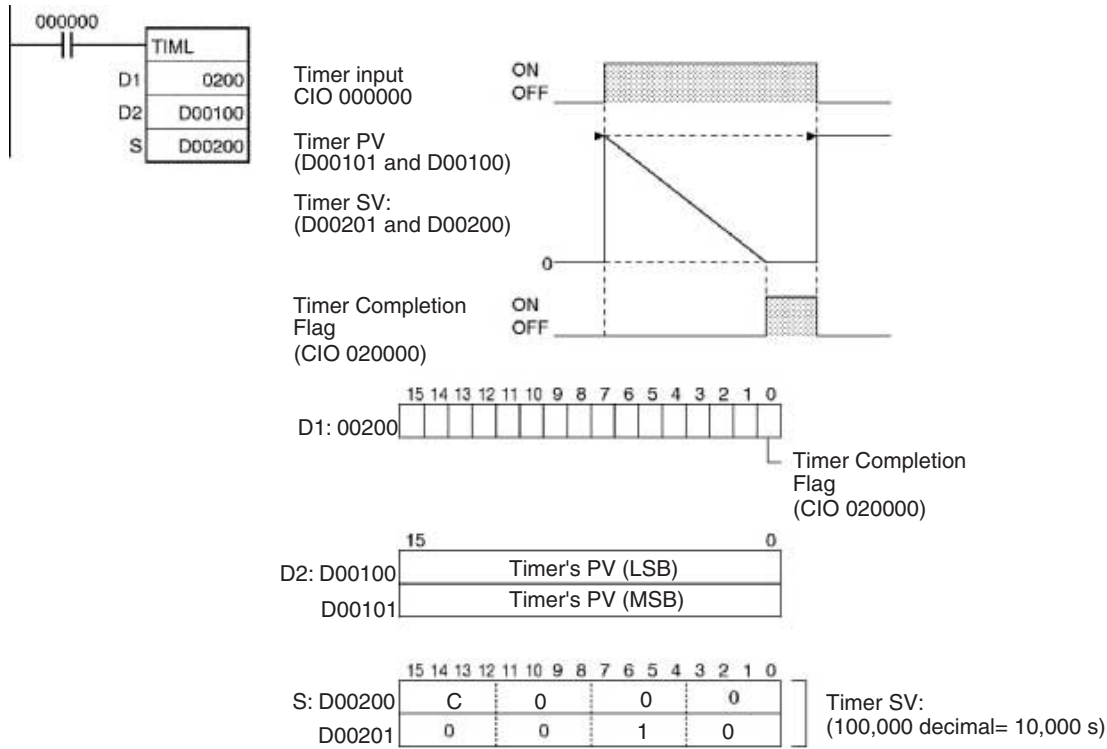 000000
TIML
D1 0200
D2 D00100
S D00200
Timer input
CIO 000000
ON
OFF
Timer PV
(D00101 and D00100)
Timer SV:
(D00201 and D00200)
0
Timer Completion
Flag
(CIO 020000)
ON
OFF
15 14 13 12 11 10 9 8 7 6 5 4 3 2 1 0
D1: 00200
Timer Completion
Flag
(CIO 020000)
15 0
D2: D00100 Timer's PV (LSB)
D00101 Timer's PV (MSB)
15 14 13 12 11 10 9 8 7 6 5 4 3 2 1 0
S: D00200 C 0 0 0
D00201 0 0 1 0
Timer SV:
(100,000 decimal= 10,000 s)